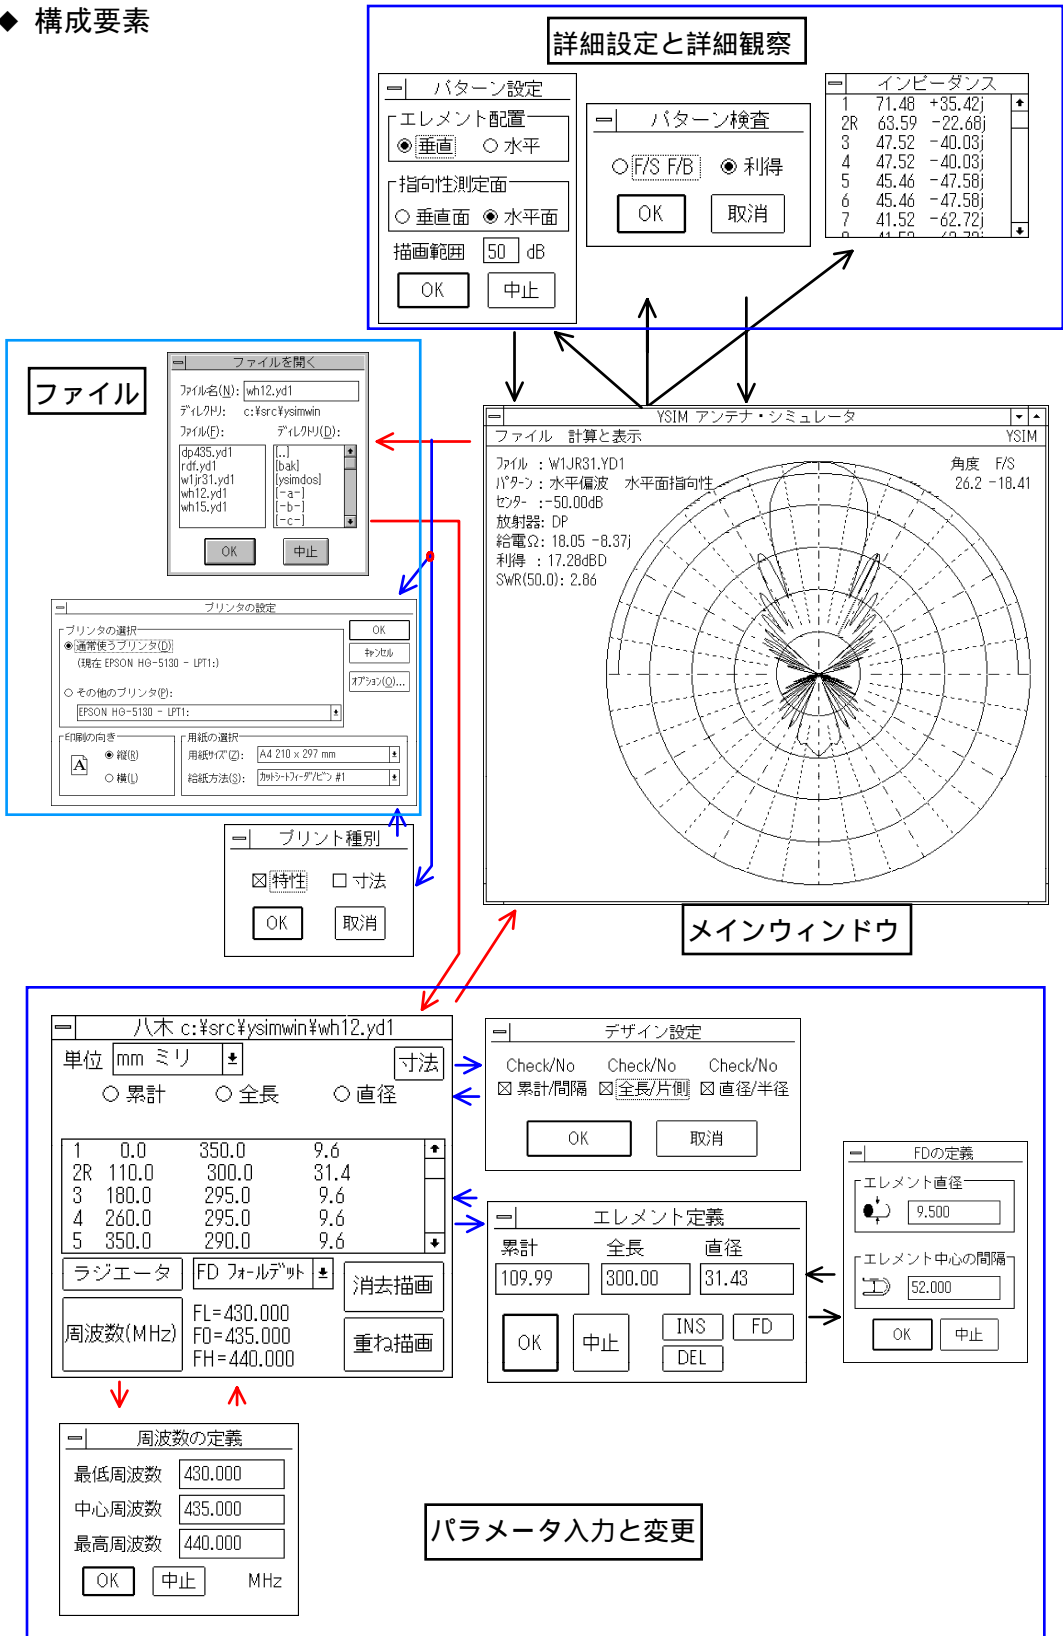 ◆ 構成要素
詳細設定と詳細観察
パターン設定
エレメント配置
垂直 水平
指向性測定面
垂直面 水平面
描画範囲 50 dB
OK 中止
パターン検査
F/S F/B 利得
OK 取消
インピーダンス
1 71.48 +35.42j
2R 63.59 -22.68j
3 47.52 -40.03j
4 47.52 -40.03j
5 45.46 -47.58j
6 45.46 -47.58j
7 41.52 -62.72j
ファイル
ファイルを開く
ファイル名(N): wh12.yd1
ディレクトリ: c:¥src¥ysimwin
ファイル(F): ディレクトリ(D):
dp435.yd1 [..]
rdf.yd1 [bak]
w1jr31.yd1 [ysimdos]
wh12.yd1 [-a-]
wh15.yd1 [-b-]
[-c-]
OK 中止
プリンタの設定
プリンタの選択
通常使うプリンタ(D)
(現在 EPSON HG-5130 - LPT1:)
その他のプリンタ(P):
EPSON HG-5130 - LPT1:
OK
キャンセル
オプション(O)...
印刷の向き
A
縦(R)
横(L)
用紙の選択
用紙サイズ(Z): A4 210 x 297 mm
給紙方法(S): カットシートフィーダ/ビン #1
プリント種別
特性 寸法
OK 取消
YSIM アンテナ・シミュレータ
ファイル 計算と表示 YSIM
ファイル : W1JR31.YD1
パターン : 水平偏波 水平面指向性
センター :-50.00dB
放射器: DP
給電Ω: 18.05 -8.37j
利得 : 17.28dBD
SWR(50.0): 2.86
角度 F/S
26.2 -18.41
メインウィンドウ
八木 c:¥src¥ysimwin¥wh12.yd1
単位 mm ミリ 寸法
累計 全長 直径
1 0.0 350.0 9.6
2R 110.0 300.0 31.4
3 180.0 295.0 9.6
4 260.0 295.0 9.6
5 350.0 290.0 9.6
ラジエータ FD フォールデット 消去描画
周波数(MHz)
FL=430.000
F0=435.000
FH=440.000
重ね描画
デザイン設定
Check/No Check/No Check/No
累計/間隔 全長/片側 直径/半径
OK 取消
エレメント定義
累計 全長 直径
109.99 300.00 31.43
OK 中止 INS FD
DEL
FDの定義
エレメント直径
9.500
エレメント中心の間隔
52.000
OK 中止
周波数の定義
最低周波数 430.000
中心周波数 435.000
最高周波数 440.000
OK 中止 MHz
パラメータ入力と変更